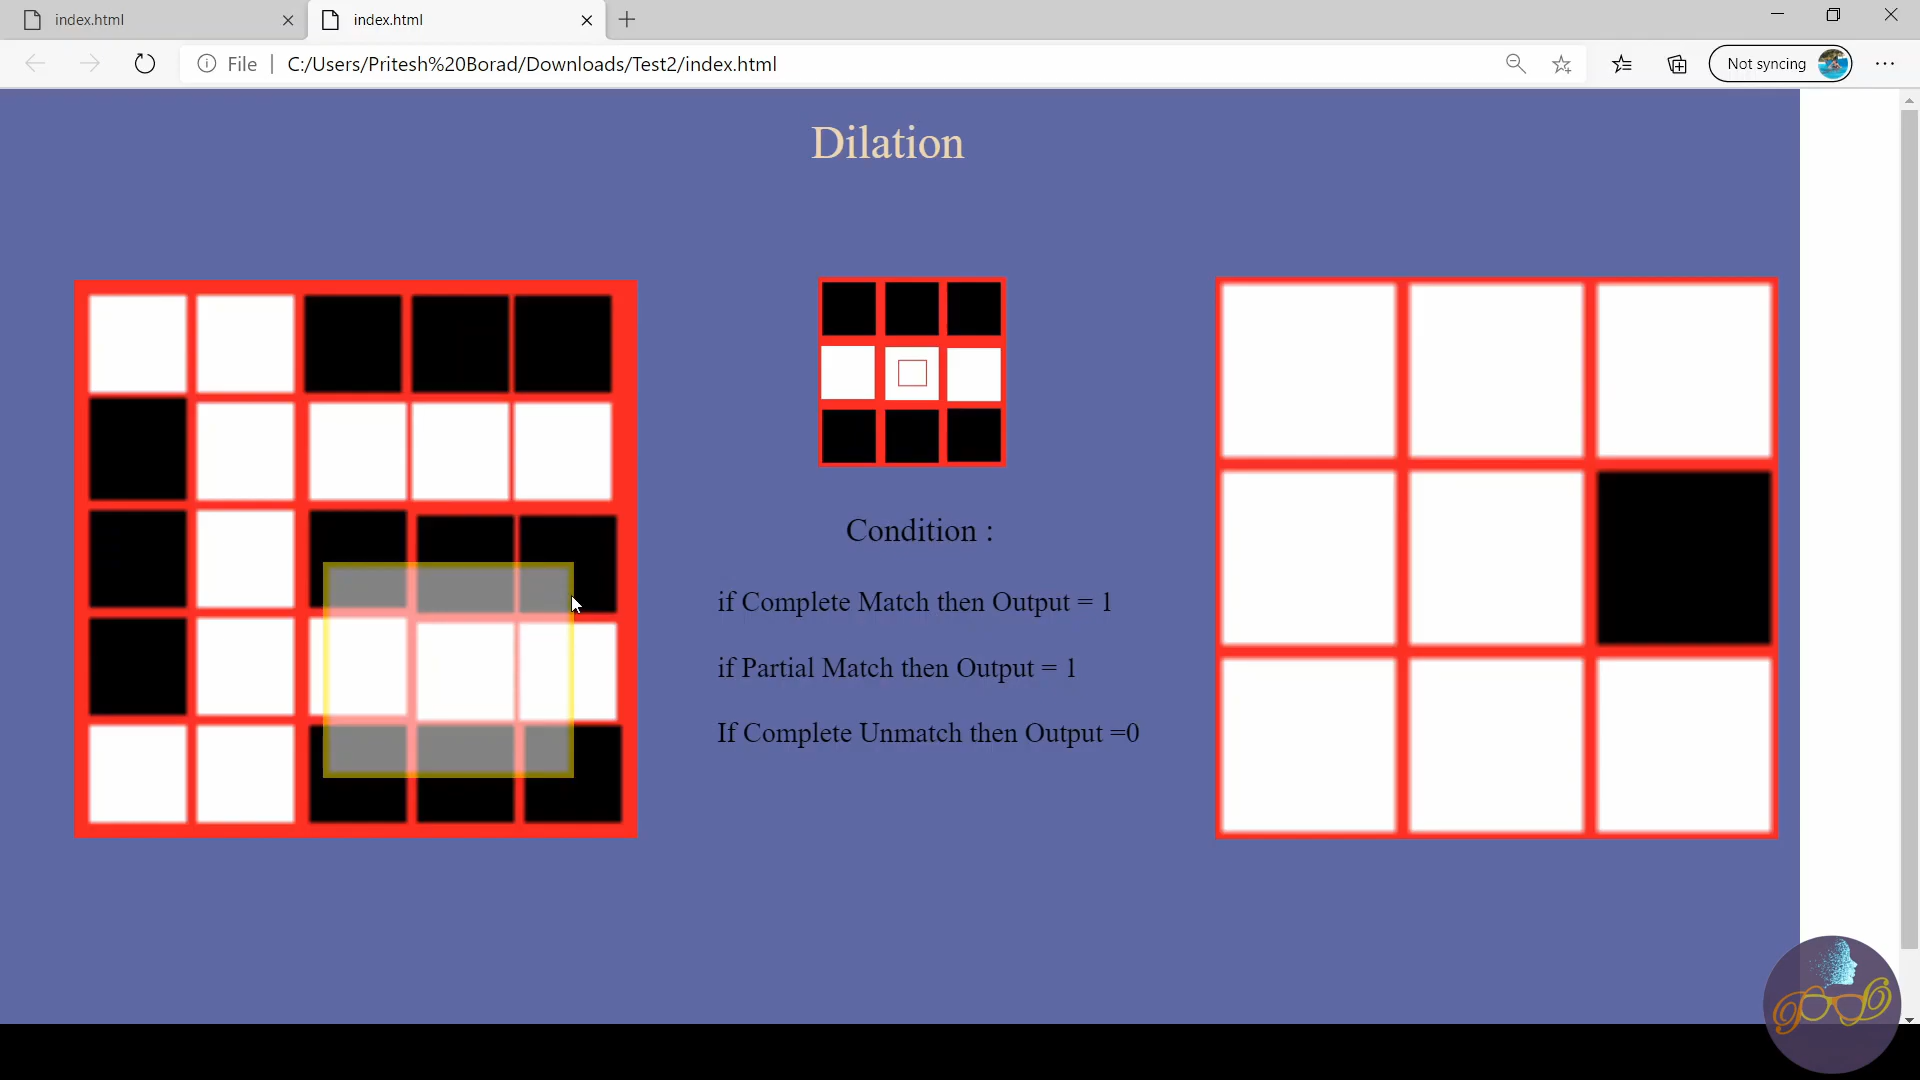 index.html
index.html
File | C:/Users/Pritesh%20Borad/Downloads/Test2/index.html
Not syncing
Dilation
Condition :
if Complete Match then Output = 1
if Partial Match then Output = 1
If Complete Unmatch then Output =0